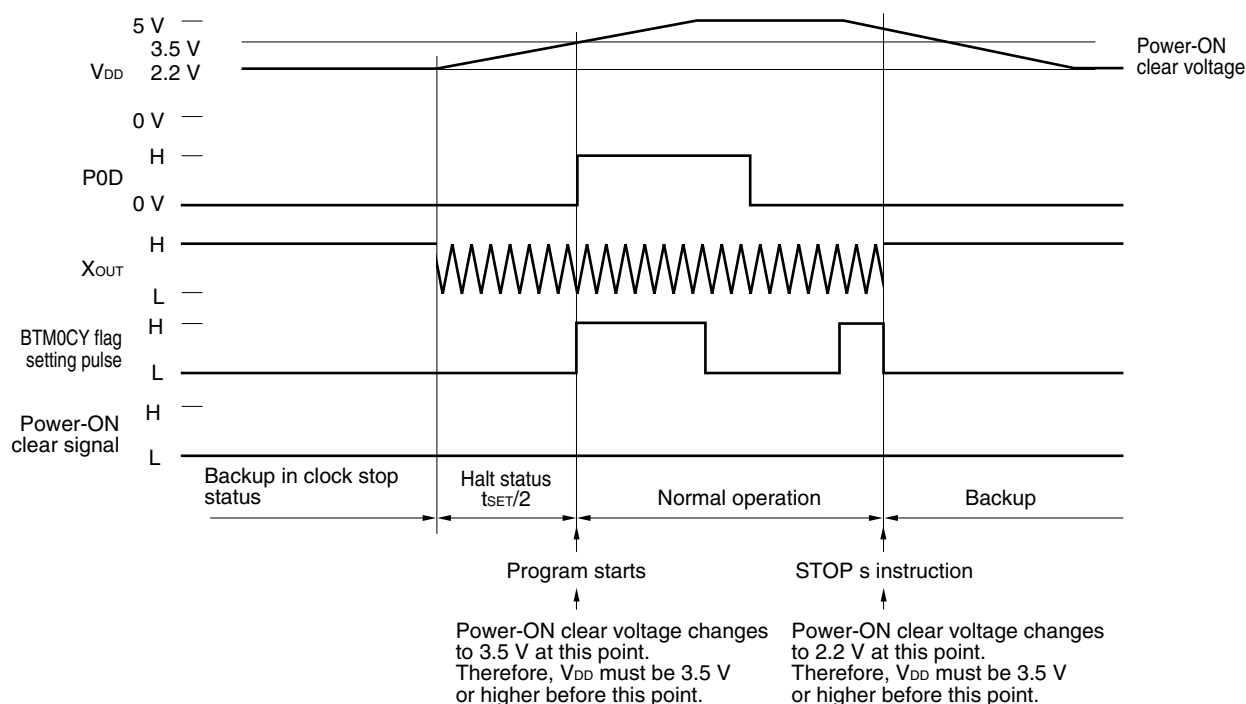 5 V
3.5 V
VDD 2.2 V
Power-ON
clear voltage
0 V
H
P0D
0 V
H
XOUT
L
H
BTM0CY flag
setting pulse
L
H
Power-ON
clear signal
L
Backup in clock stop
status
Halt status
tSET/2
Normal operation
Backup
Program starts
STOP s instruction
Power-ON clear voltage changes
to 3.5 V at this point.
Therefore, VDD must be 3.5 V
or higher before this point.
Power-ON clear voltage changes
to 2.2 V at this point.
Therefore, VDD must be 3.5 V
or higher before this point.